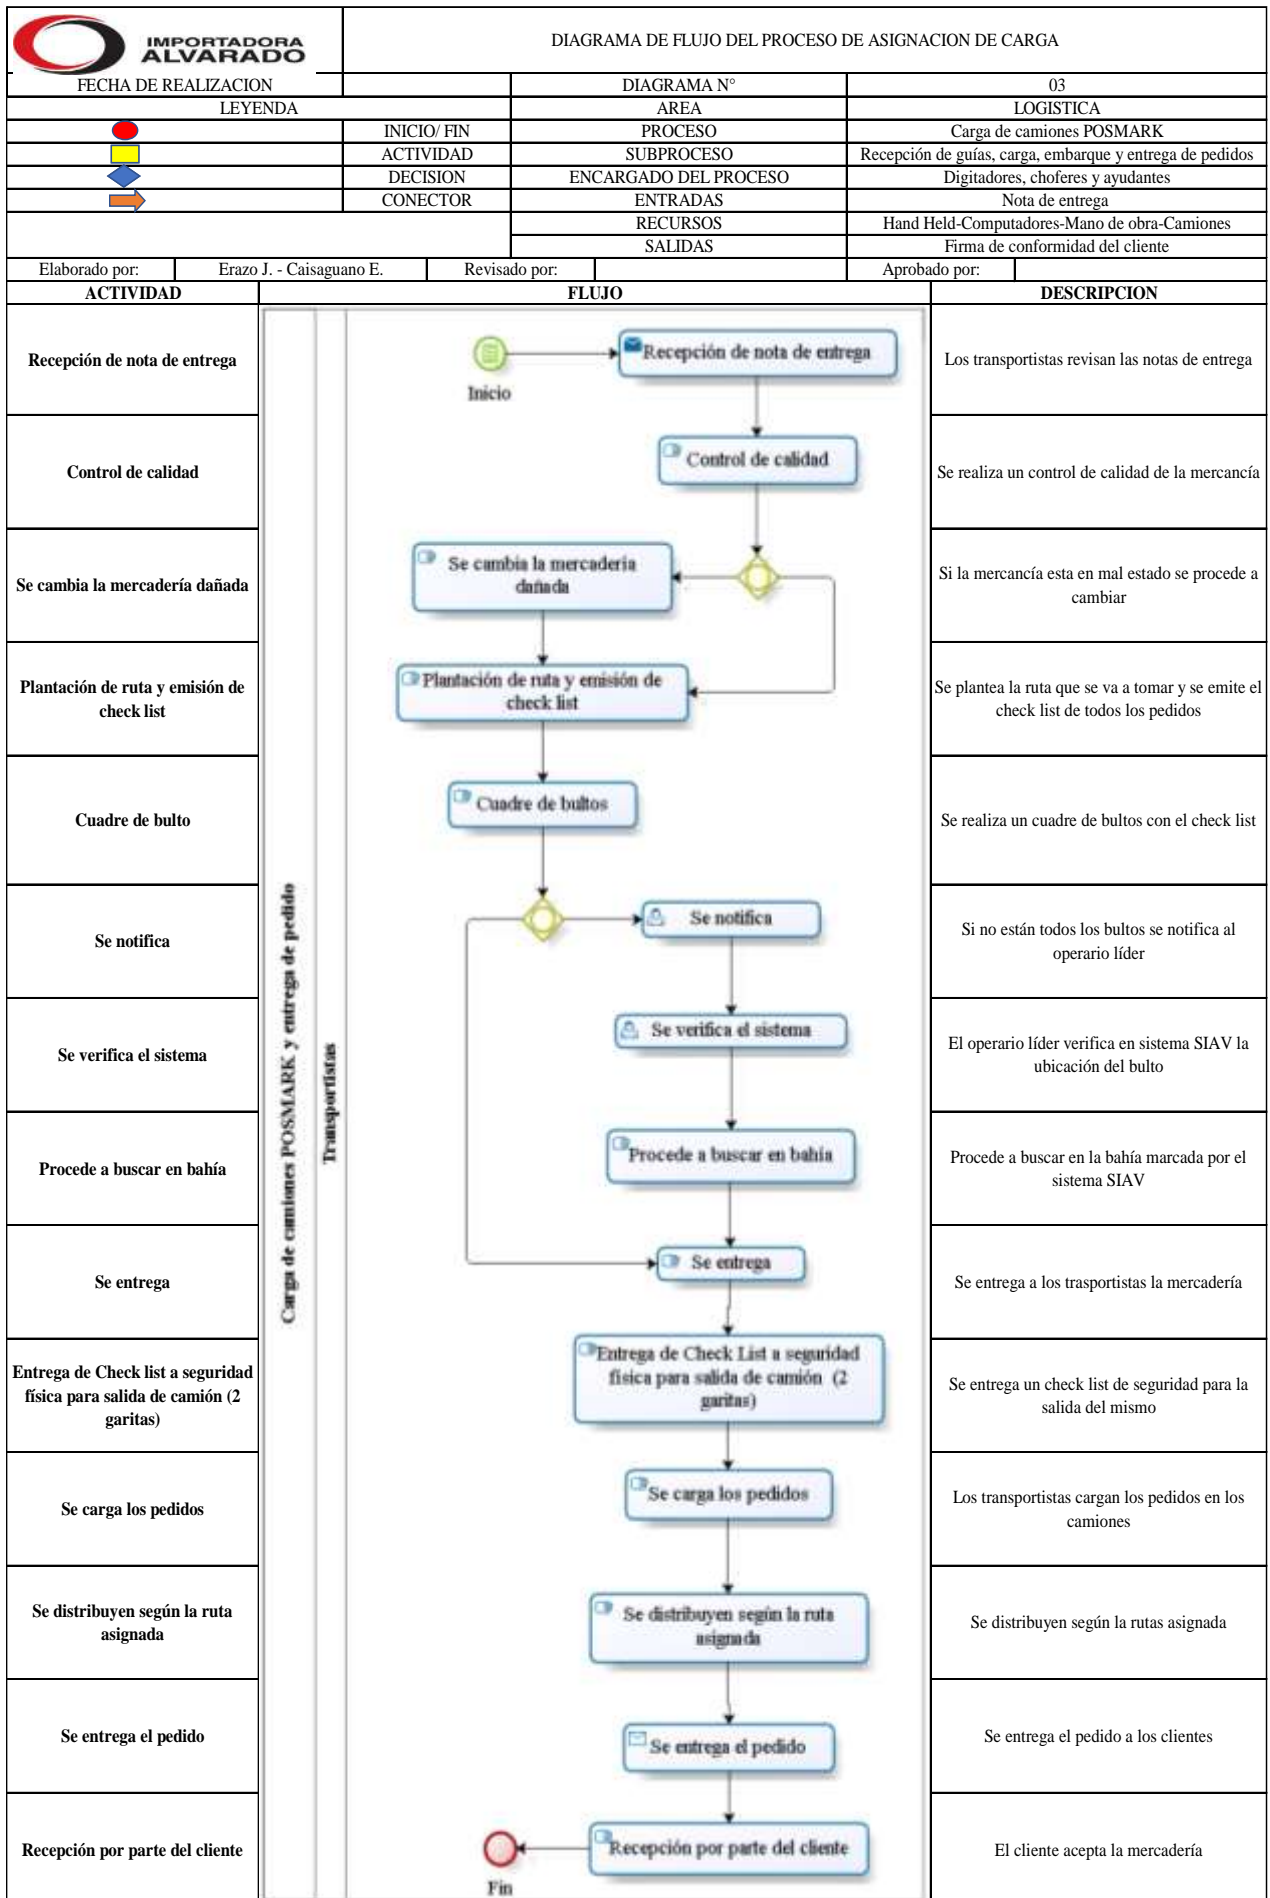 IMPORTADORA
ALVARADO
DIAGRAMA DE FLUJO DEL PROCESO DE ASIGNACION DE CARGA
FECHA DE REALIZACION
DIAGRAMA N°
03
LEYENDA
AREA
LOGISTICA
INICIO/ FIN
PROCESO
Carga de camiones POSMARK
ACTIVIDAD
SUBPROCESO
Recepción de guías, carga, embarque y entrega de pedidos
DECISION
ENCARGADO DEL PROCESO
Digitadores, choferes y ayudantes
CONECTOR
ENTRADAS
Nota de entrega
RECURSOS
Hand Held-Computadores-Mano de obra-Camiones
SALIDAS
Firma de conformidad del cliente
Elaborado por:
Erazo J. - Caisaguano E.
Revisado por:
Aprobado por:
ACTIVIDAD
FLUJO
DESCRIPCION
Carga de camiones POSMARK y entrega de pedido
Transportistas
Inicio
Recepción de nota de entrega
Recepción de nota de entrega
Los transportistas revisan las notas de entrega
Control de calidad
Control de calidad
Se realiza un control de calidad de la mercancía
Se cambia la mercadería dañada
Se cambia la mercaderia
dañada
Si la mercancía esta en mal estado se procede a
cambiar
Plantación de ruta y emisión de
check list
Plantación de ruta y emisión de
check list
Se plantea la ruta que se va a tomar y se emite el
check list de todos los pedidos
Cuadre de bulto
Cuadre de bultos
Se realiza un cuadre de bultos con el check list
Se notifica
Se notifica
Si no están todos los bultos se notifica al
operario líder
Se verifica el sistema
Se verifica el sistema
El operario líder verifica en sistema SIAV la
ubicación del bulto
Procede a buscar en bahía
Procede a buscar en bahía
Procede a buscar en la bahía marcada por el
sistema SIAV
Se entrega
Se entrega
Se entrega a los trasportistas la mercadería
Entrega de Check list a seguridad
física para salida de camión (2
garitas)
Entrega de Check List a seguridad
física para salida de camión (2
garitas)
Se entrega un check list de seguridad para la
salida del mismo
Se carga los pedidos
Se carga los pedidos
Los transportistas cargan los pedidos en los
camiones
Se distribuyen según la ruta
asignada
Se distribuyen según la ruta
asignada
Se distribuyen según la rutas asignada
Se entrega el pedido
Se entrega el pedido
Se entrega el pedido a los clientes
Recepción por parte del cliente
Recepción por parte del cliente
Fin
El cliente acepta la mercadería